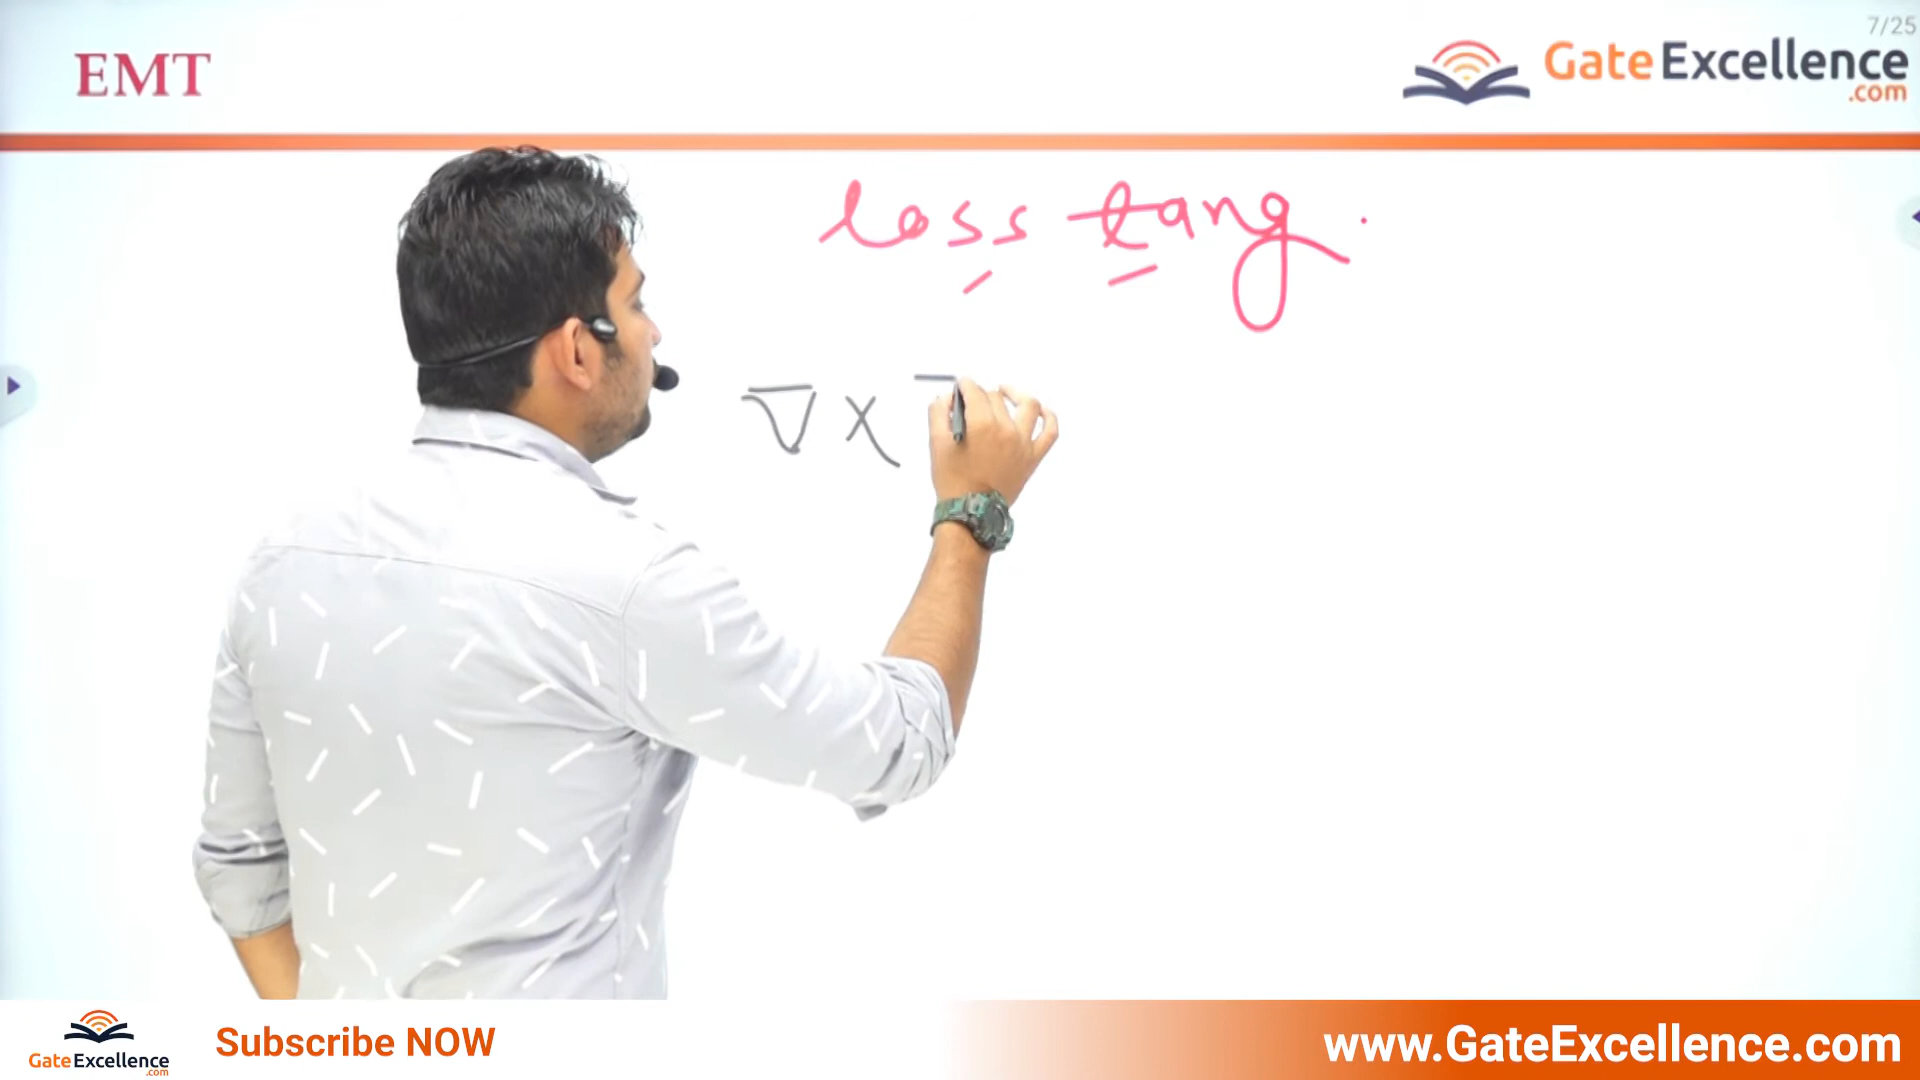 7/25
EMT
GateExcellence
.com
loss tang.
∇ X
GateExcellence
.com
Subscribe NOW
www.GateExcellence.com